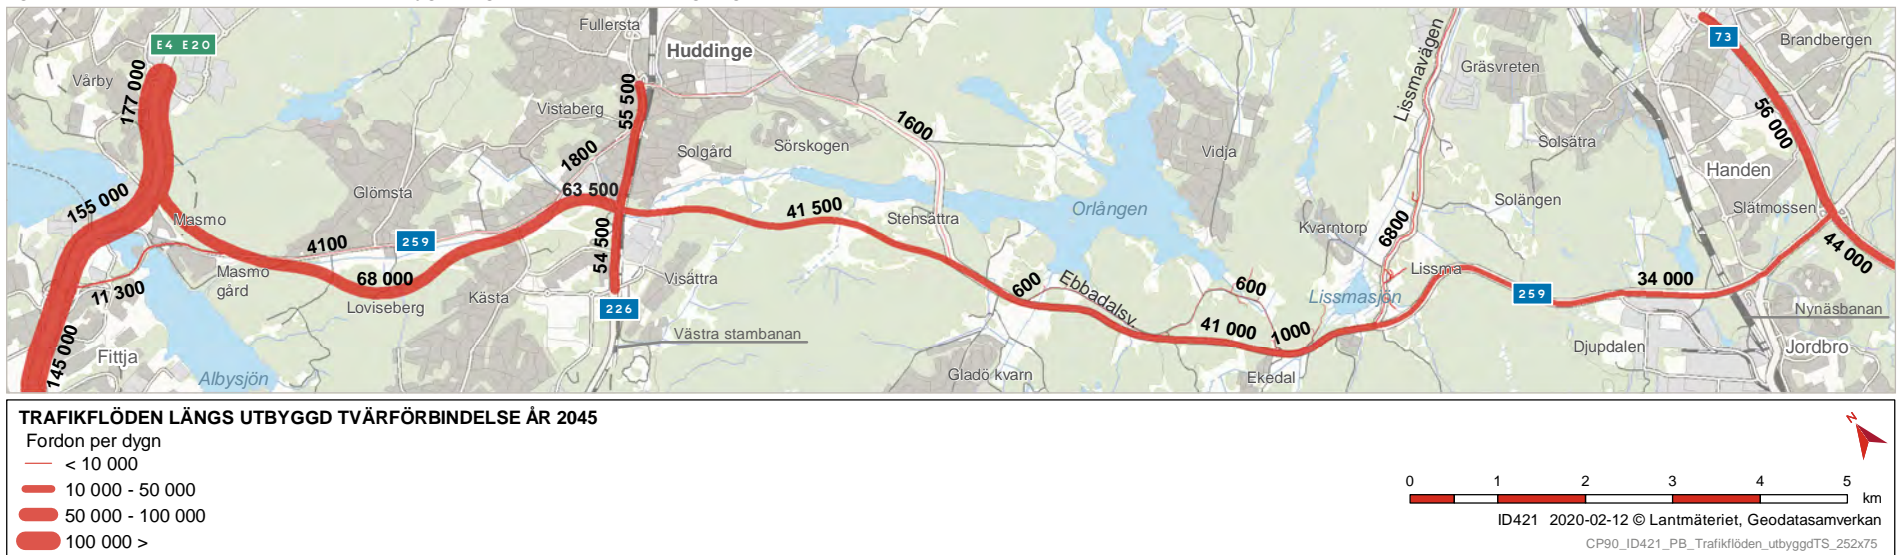 Fullersta
E4 E20
Huddinge
73
Brandbergen
Vårby
177 000
Vistaberg
55 500
Lissmavägen
Gräsvreten
56 000
1600
1800
Solgård
Sörskogen
Vidja
Solsätra
Handen
Glömsta
63 500
155 000
Masmo
41 500
Stensättra
Orlången
Solängen
Slätmossen
Kvarntorp
6800
4100
259
54 500
44 000
Masmo
gård
68 000
Kästa
Visättra
600
Ebbadalsv.
600
Lissma
34 000
11 300
Loviseberg
226
Lissmasjön
259
Nynäsbanan
145 000
Fittja
Västra stambanan
41 000
1000
Djupdalen
Jordbro
Albysjön
Gladö kvarn
Ekedal
TRAFIKFLÖDEN LÄNGS UTBYGGD TVÄRFÖRBINDELSE ÅR 2045
Fordon per dygn
< 10 000
10 000 - 50 000
50 000 - 100 000
100 000 >
N
0 1 2 3 4 5
km
ID421 2020-02-12 © Lantmäteriet, Geodatasamverkan
CP90_ID421_PB_Trafikflöden_utbyggdTS_252x75